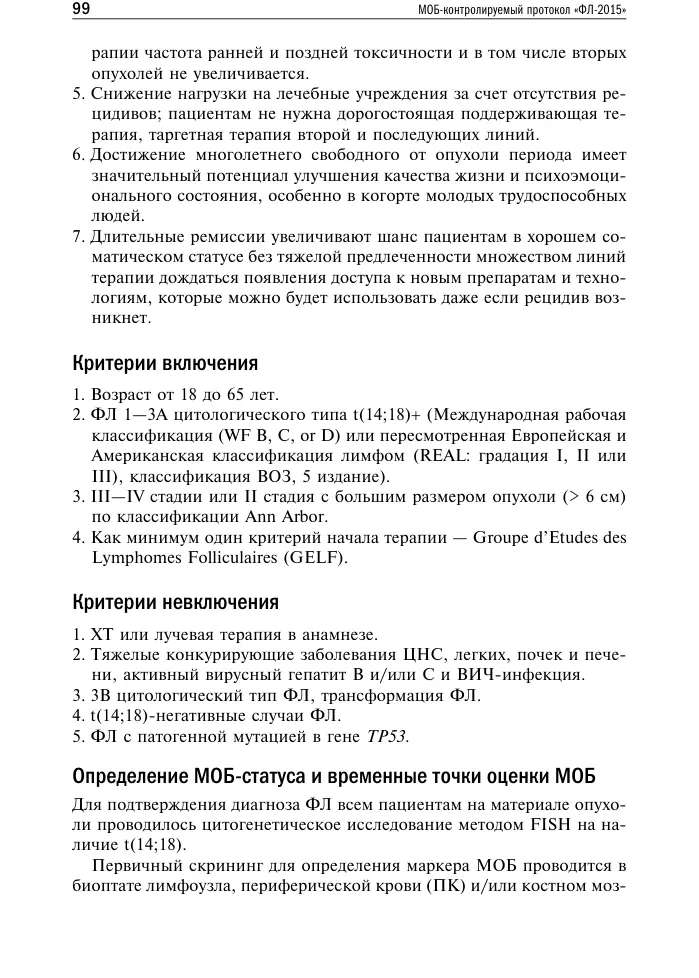 99
МОБ-контролируемый протокол «ФЛ-2015»
рапии частота ранней и поздней токсичности и в том числе вторых
опухолей не увеличивается.
5. Снижение нагрузки на лечебные учреждения за счет отсутствия ре-
цидивов; пациентам не нужна дорогостоящая поддерживающая те-
рапия, таргетная терапия второй и последующих линий.
6. Достижение многолетнего свободного от опухоли периода имеет
значительный потенциал улучшения качества жизни и психоэмоци-
онального состояния, особенно в когорте молодых трудоспособных
людей.
7. Длительные ремиссии увеличивают шанс пациентам в хорошем со-
матическом статусе без тяжелой предлеченности множеством линий
терапии дождаться появления доступа к новым препаратам и техно-
логиям, которые можно будет использовать даже если рецидив воз-
никнет.
Критерии включения
1. Возраст от 18 до 65 лет.
2. ФЛ 1—3А цитологического типа t(14;18)+ (Международная рабочая
классификация (WF B, C, or D) или пересмотренная Европейская и
Американская классификация лимфом (REAL: градация I, II или
III), классификация ВОЗ, 5 издание).
3. III—IV стадии или II стадия с большим размером опухоли (> 6 см)
по классификации Ann Arbor.
4. Как минимум один критерий начала терапии — Groupe d’Etudes des
Lymphomes Folliculaires (GELF).
Критерии невключения
1. ХТ или лучевая терапия в анамнезе.
2. Тяжелые конкурирующие заболевания ЦНС, легких, почек и пече-
ни, активный вирусный гепатит В и/или С и ВИЧ-инфекция.
3. 3В цитологический тип ФЛ, трансформация ФЛ.
4. t(14;18)-негативные случаи ФЛ.
5. ФЛ с патогенной мутацией в гене TP53.
Определение МОБ-статуса и временные точки оценки МОБ
Для подтверждения диагноза ФЛ всем пациентам на материале опухо-
ли проводилось цитогенетическое исследование методом FISH на на-
личие t(14;18).
Первичный скрининг для определения маркера МОБ проводится в
биоптате лимфоузла, периферической крови (ПК) и/или костном моз-